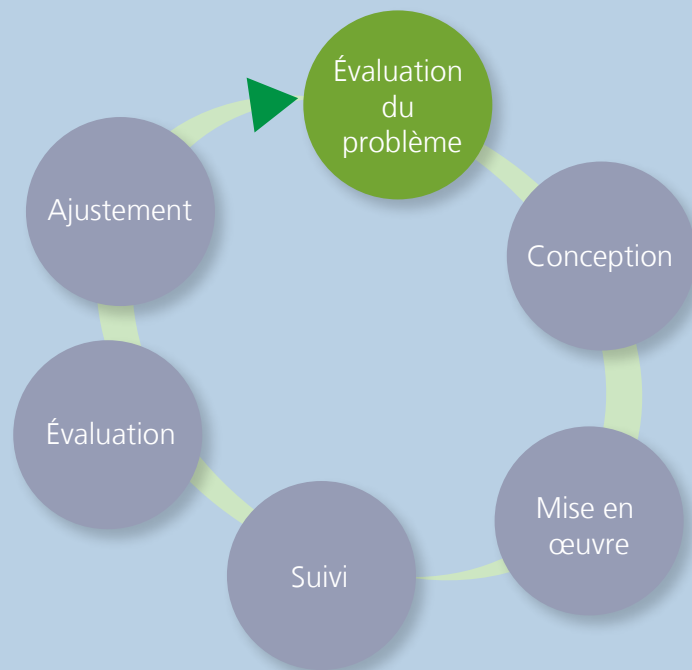 Évaluation
du
problème
Conception
Mise en
œuvre
Suivi
Évaluation
Ajustement